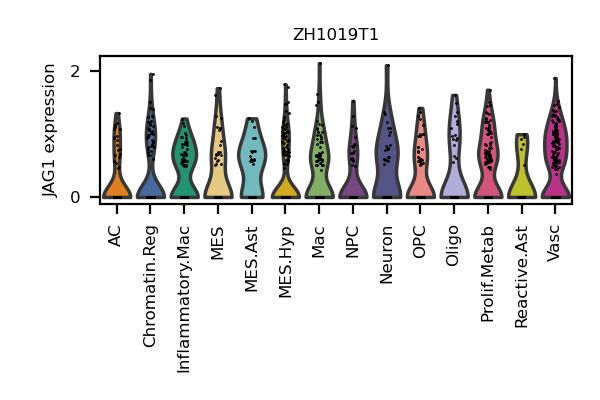 ZH1019T1
JAG1 expression
2
0
AC
Chromatin.Reg
Inflammatory.Mac
MES
MES.Ast
MES.Hyp
Mac
NPC
Neuron
OPC
Oligo
Prolif.Metab
Reactive.Ast
Vasc